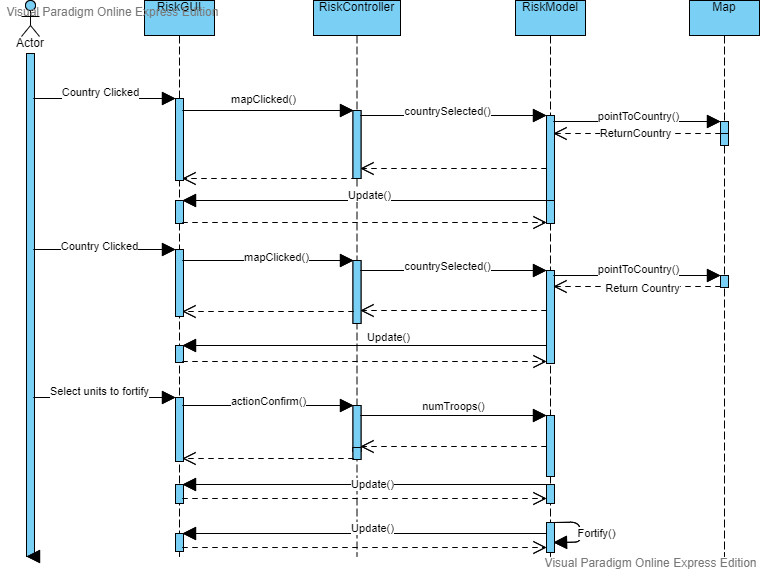 Visual Paradigm Online Express Edition
RiskGUI
RiskController
RiskModel
Map
Actor
Country Clicked
mapClicked()
countrySelected()
pointToCountry()
ReturnCountry
Update()
Country Clicked
mapClicked()
countrySelected()
pointToCountry()
Return Country
Update()
Select units to fortify
actionConfirm()
numTroops()
Update()
Update()
Fortify()
Visual Paradigm Online Express Edition